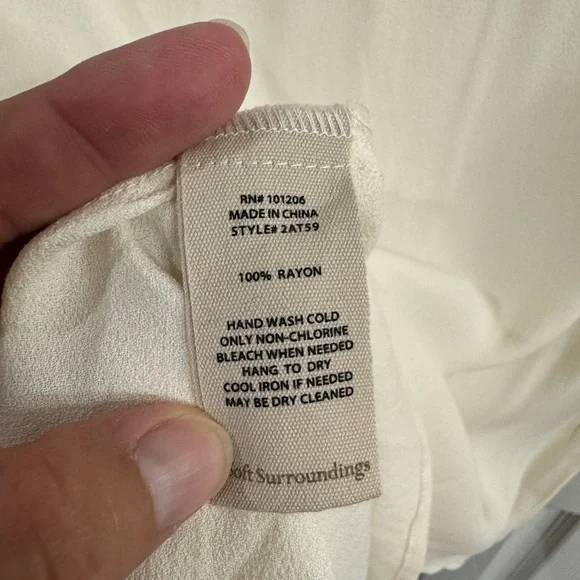 RN# 101206
MADE IN CHINA
STYLE# 2AT59
100% RAYON
HAND WASH COLD
ONLY NON-CHLORINE
BLEACH WHEN NEEDED
HANG TO DRY
COOL IRON IF NEEDED
MAY BE DRY CLEANED
Soft Surroundings